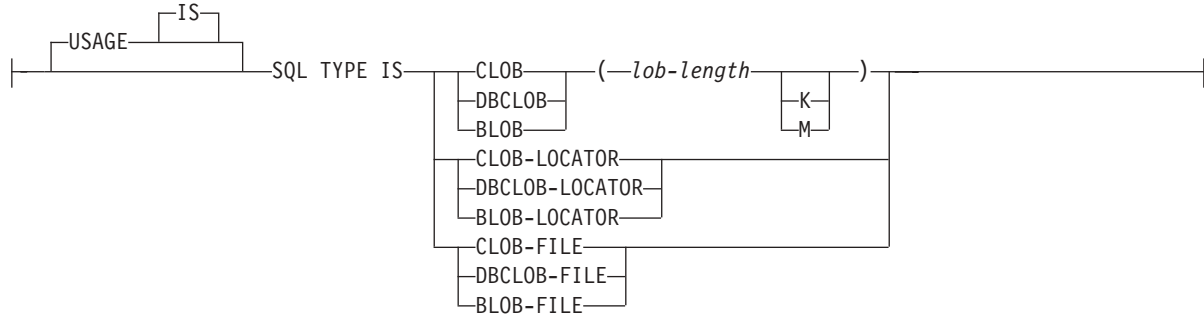 IS
USAGE
SQL TYPE IS CLOB ( lob-length )
DBCLOB K
BLOB M
CLOB-LOCATOR
DBCLOB-LOCATOR
BLOB-LOCATOR
CLOB-FILE
DBCLOB-FILE
BLOB-FILE